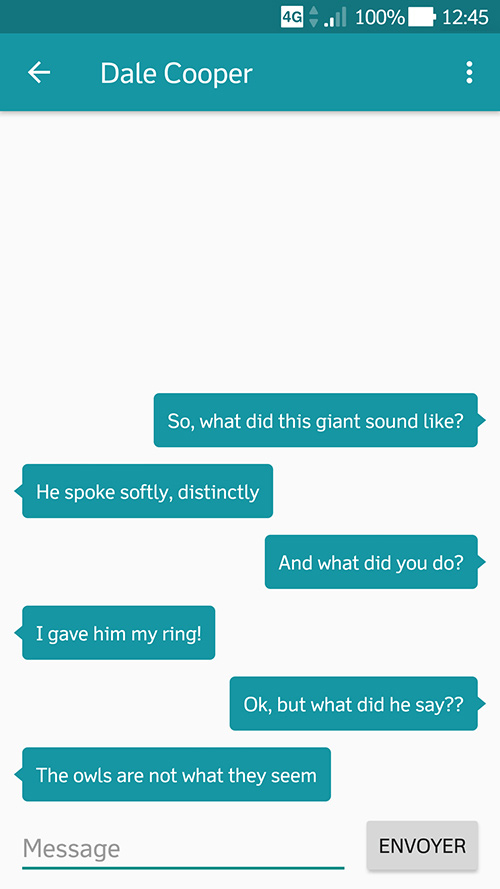 4G 100% 12:45
Dale Cooper
So, what did this giant sound like?
He spoke softly, distinctly
And what did you do?
I gave him my ring!
Ok, but what did he say??
The owls are not what they seem
Message
ENVOYER